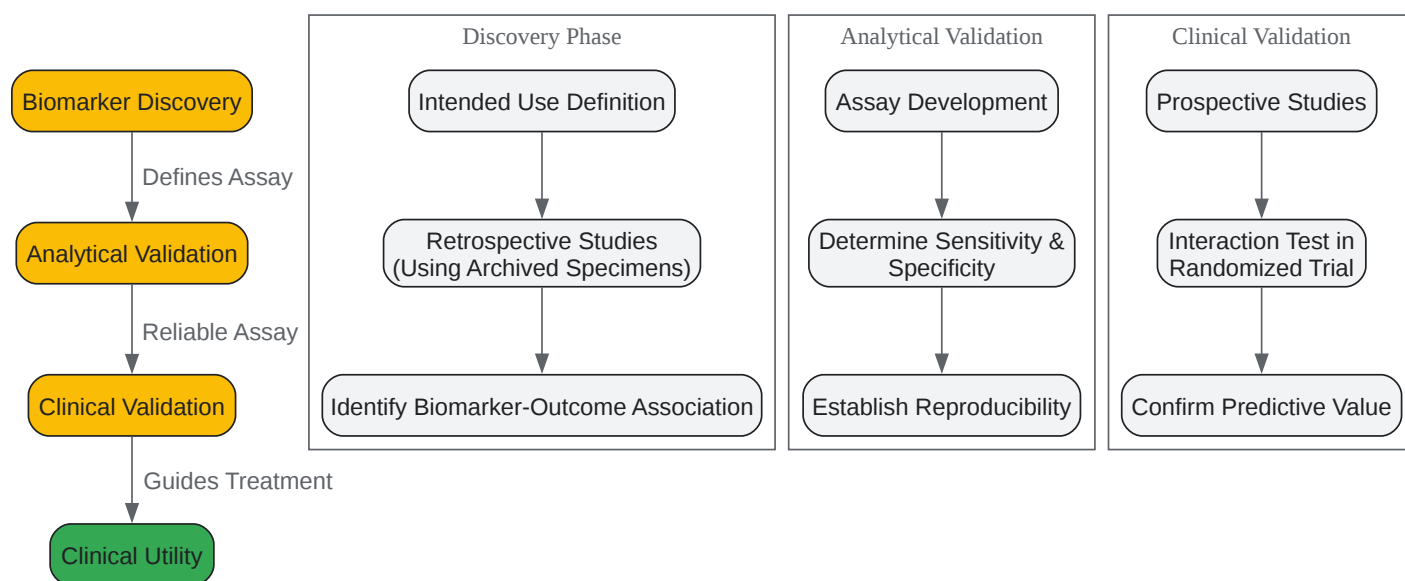 Biomarker Discovery
Defines Assay
Analytical Validation
Reliable Assay
Clinical Validation
Guides Treatment
Clinical Utility
Discovery Phase
Intended Use Definition
Retrospective Studies
(Using Archived Specimens)
Identify Biomarker-Outcome Association
Analytical Validation
Assay Development
Determine Sensitivity &
Specificity
Establish Reproducibility
Clinical Validation
Prospective Studies
Interaction Test in
Randomized Trial
Confirm Predictive Value